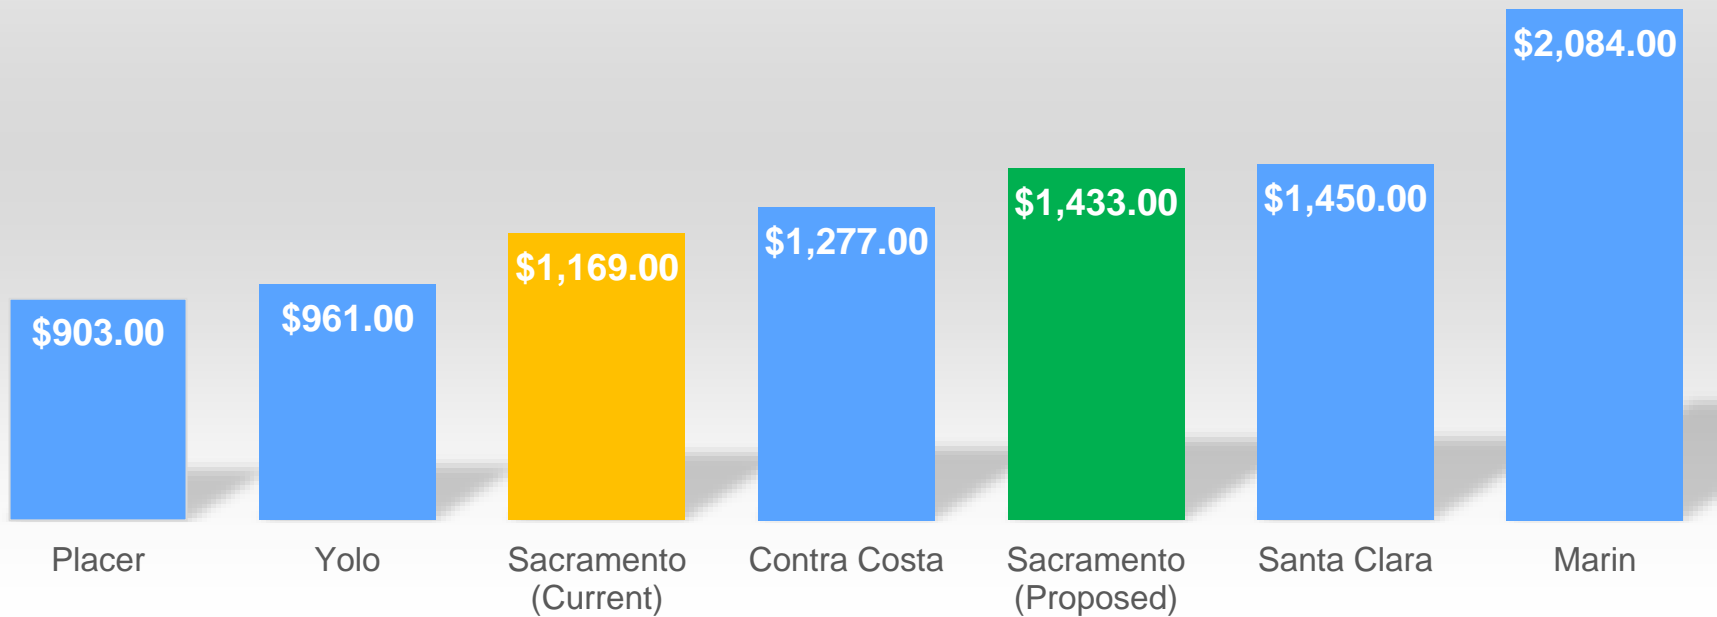 $2,084.00
$1,433.00
$1,450.00
$1,277.00
$1,169.00
$961.00
$903.00
Placer
Yolo
Sacramento
(Current)
Contra Costa
Sacramento
(Proposed)
Santa Clara
Marin